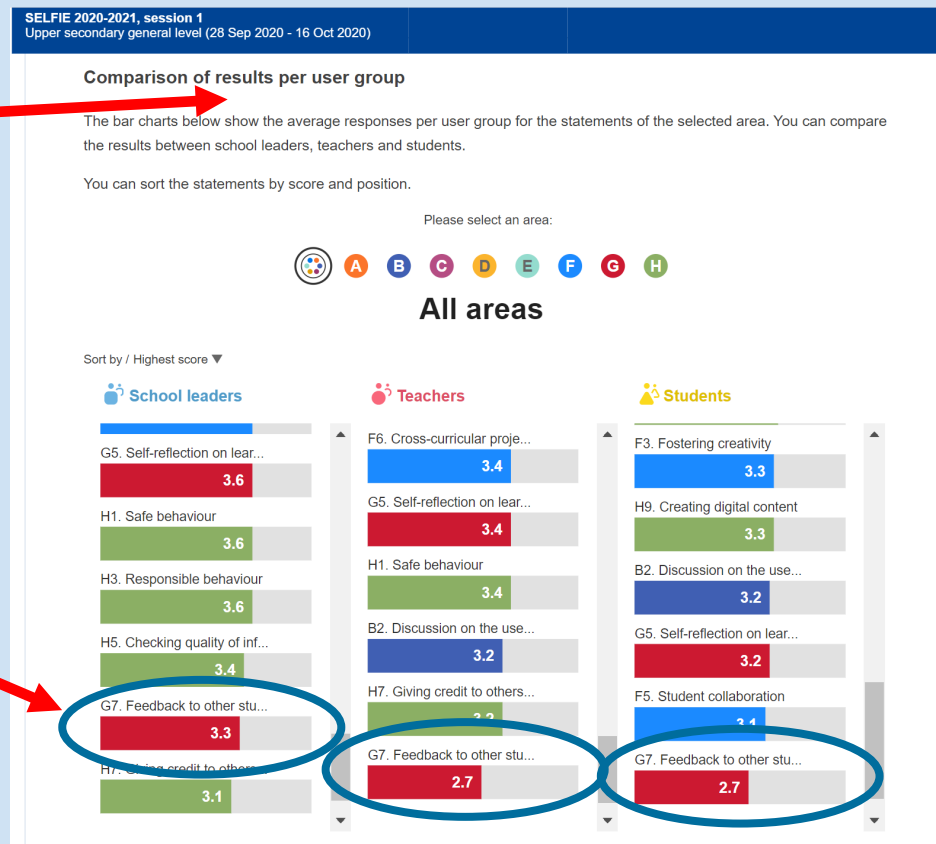 SELFIE 2020-2021, session 1
Upper secondary general level (28 Sep 2020 - 16 Oct 2020)
Comparison of results per user group
The bar charts below show the average responses per user group for the statements of the selected area. You can compare
the results between school leaders, teachers and students.
You can sort the statements by score and position.
Please select an area:
A B C D E F G H
All areas
Sort by / Highest score ▼
School leaders
G5. Self-reflection on lear...
3.6
H1. Safe behaviour
3.6
H3. Responsible behaviour
3.6
H5. Checking quality of inf...
3.4
G7. Feedback to other stu...
3.3
H7. Giving credit to others...
3.1
Teachers
F6. Cross-curricular proje...
3.4
G5. Self-reflection on lear...
3.4
H1. Safe behaviour
3.4
B2. Discussion on the use...
3.2
H7. Giving credit to others...
3.2
G7. Feedback to other stu...
2.7
Students
F3. Fostering creativity
3.3
H9. Creating digital content
3.3
B2. Discussion on the use...
3.2
G5. Self-reflection on lear...
3.2
F5. Student collaboration
3.1
G7. Feedback to other stu...
2.7